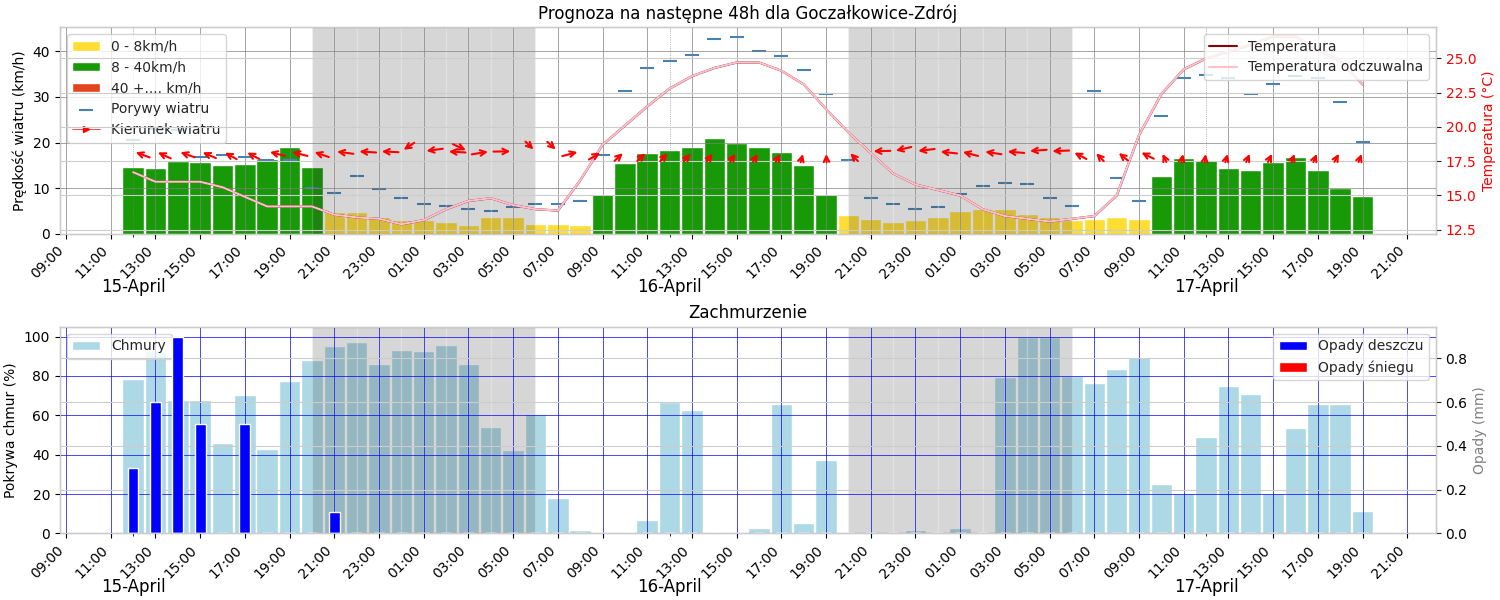 Prognoza na następne 48h dla Goczałkowice-Zdrój
Prędkość wiatru (km/h)
40
30
20
10
0
0 - 8km/h
8 - 40km/h
40 +.... km/h
Porywy wiatru
Kierunek wiatru
Temperatura
Temperatura odczuwalna
25.0
22.5
20.0
17.5
15.0
12.5
Temperatura (°C)
09:00 11:00 13:00 15:00 17:00 19:00 21:00 23:00 01:00 03:00 05:00 07:00 09:00 11:00 13:00 15:00 17:00 19:00 21:00 23:00 01:00 03:00 05:00 07:00 09:00 11:00 13:00 15:00 17:00 19:00 21:00
15-April 16-April 17-April
Zachmurzenie
Pokrywa chmur (%)
100
80
60
40
20
0
Chmury
Opady deszczu
Opady śniegu
0.8
0.6
0.4
0.2
0.0
Opady (mm)
09:00 11:00 13:00 15:00 17:00 19:00 21:00 23:00 01:00 03:00 05:00 07:00 09:00 11:00 13:00 15:00 17:00 19:00 21:00 23:00 01:00 03:00 05:00 07:00 09:00 11:00 13:00 15:00 17:00 19:00 21:00
15-April 16-April 17-April